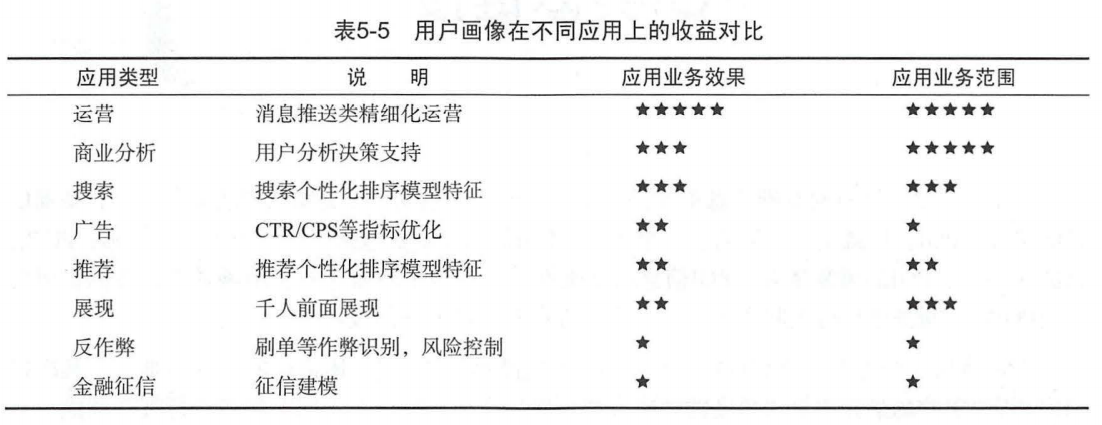 表5-5 用户画像在不同应用上的收益对比
应用类型 说 明 应用业务效果 应用业务范围
运营 消息推送类精细化运营 ★★★★★ ★★★★★
商业分析 用户分析决策支持 ★★★ ★★★★★
搜索 搜索个性化排序模型特征 ★★★ ★★★
广告 CTR/CPS等指标优化 ★★ ★
推荐 推荐个性化排序模型特征 ★★ ★★
展现 千人前面展现 ★★ ★★★
反作弊 刷单等作弊识别，风险控制 ★ ★
金融征信 征信建模 ★ ★